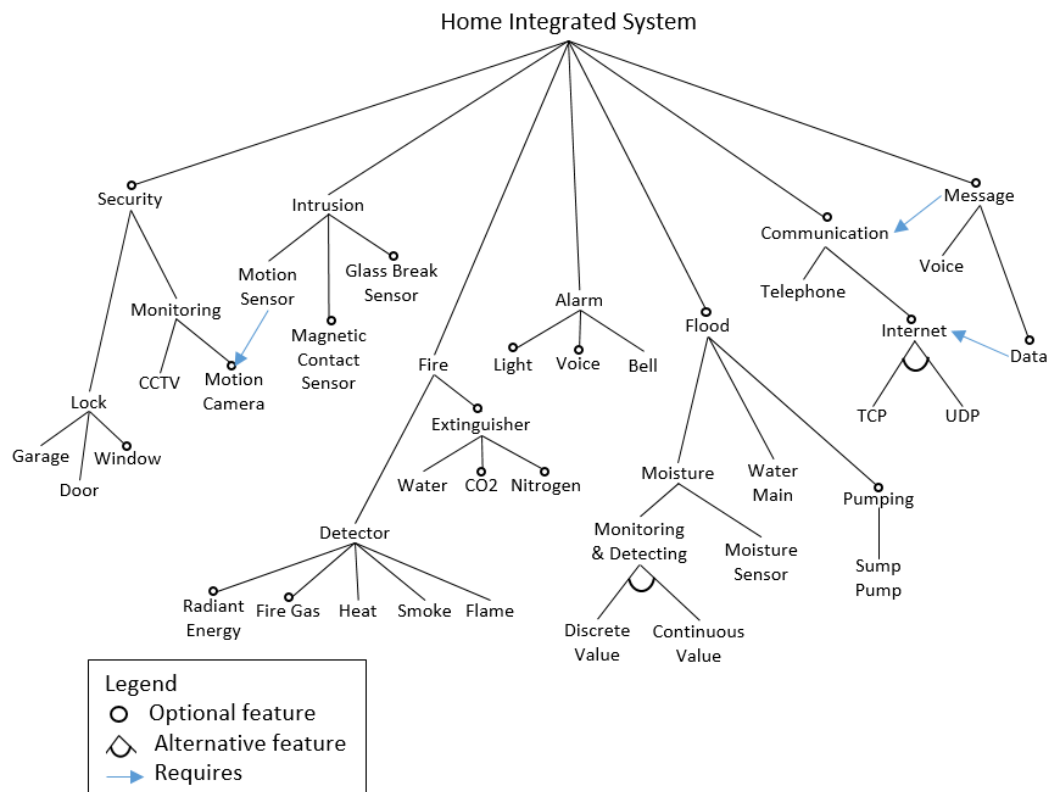 Home Integrated System
Security
Intrusion
Message
Communication
Glass Break
Sensor
Motion
Sensor
Voice
Telephone
Monitoring
Alarm
Flood
Internet
Magnetic
Contact
Sensor
Data
Light
Voice
Bell
Fire
CCTV
Motion
Camera
Lock
TCP
UDP
Extinguisher
Garage
Window
Door
Water
CO2
Nitrogen
Moisture
Water
Main
Pumping
Detector
Monitoring
& Detecting
Moisture
Sensor
Sump
Pump
Radiant
Energy
Fire Gas
Heat
Smoke
Flame
Discrete
Value
Continuous
Value
Legend
Optional feature
Alternative feature
Requires